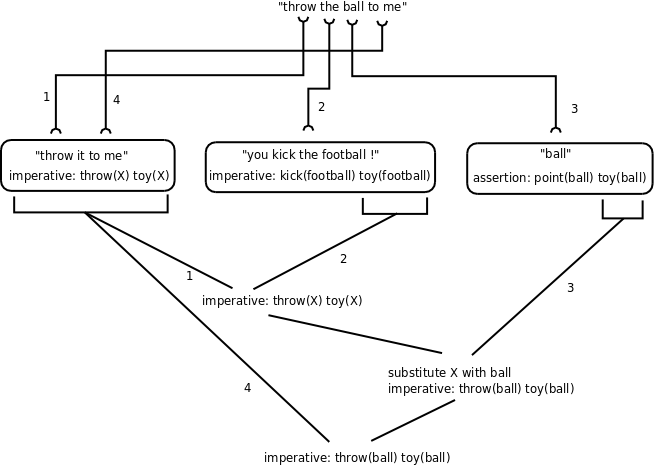 "throw the ball to me"
1
4
2
3
"throw it to me"
imperative: throw(X) toy(X)
"you kick the football !"
imperative: kick(football) toy(football)
"ball"
assertion: point(ball) toy(ball)
1
2
3
imperative: throw(X) toy(X)
substitute X with ball
imperative: throw(ball) toy(ball)
4
imperative: throw(ball) toy(ball)